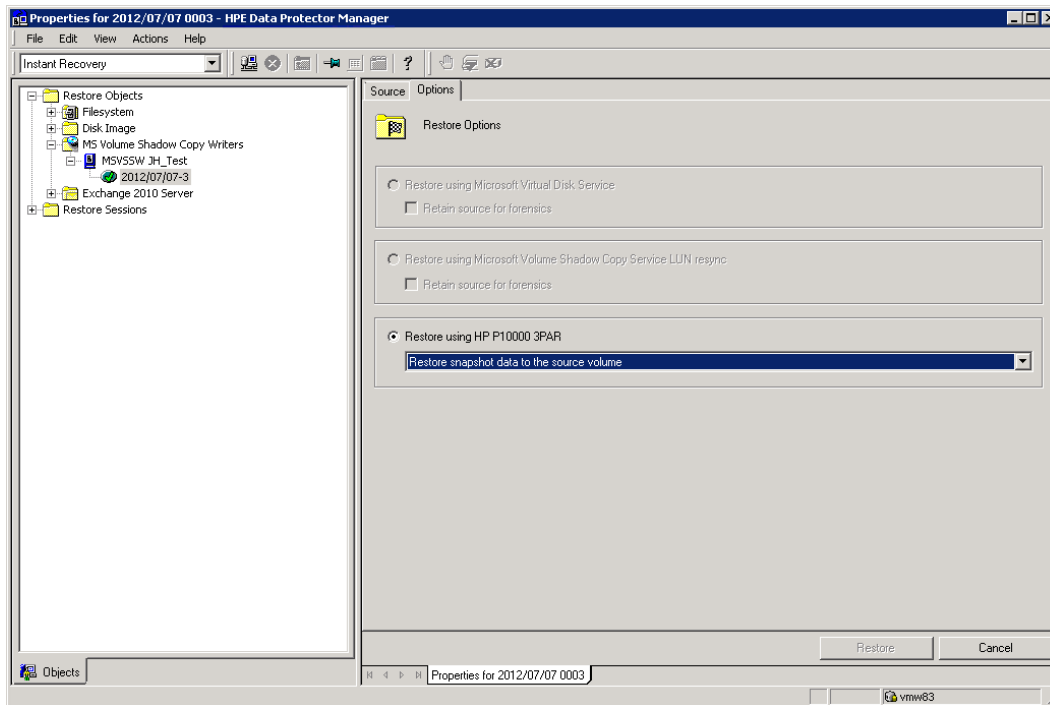 Properties for 2012/07/07 0003 - HPE Data Protector Manager
File Edit View Actions Help
Instant Recovery
Source Options
Restore Objects
Filesystem
Disk Image
MS Volume Shadow Copy Writers
MSVSSW JH_Test
2012/07/07-3
Exchange 2010 Server
Restore Sessions
Restore Options
Restore using Microsoft Virtual Disk Service
Retain source for forensics
Restore using Microsoft Volume Shadow Copy Service LUN resync
Retain source for forensics
Restore using HP P10000 3PAR
Restore snapshot data to the source volume
Restore Cancel
Objects
Properties for 2012/07/07 0003
vmw83